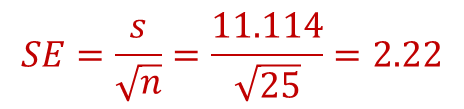 SE = s/√n = 11.114/√25 = 2.22